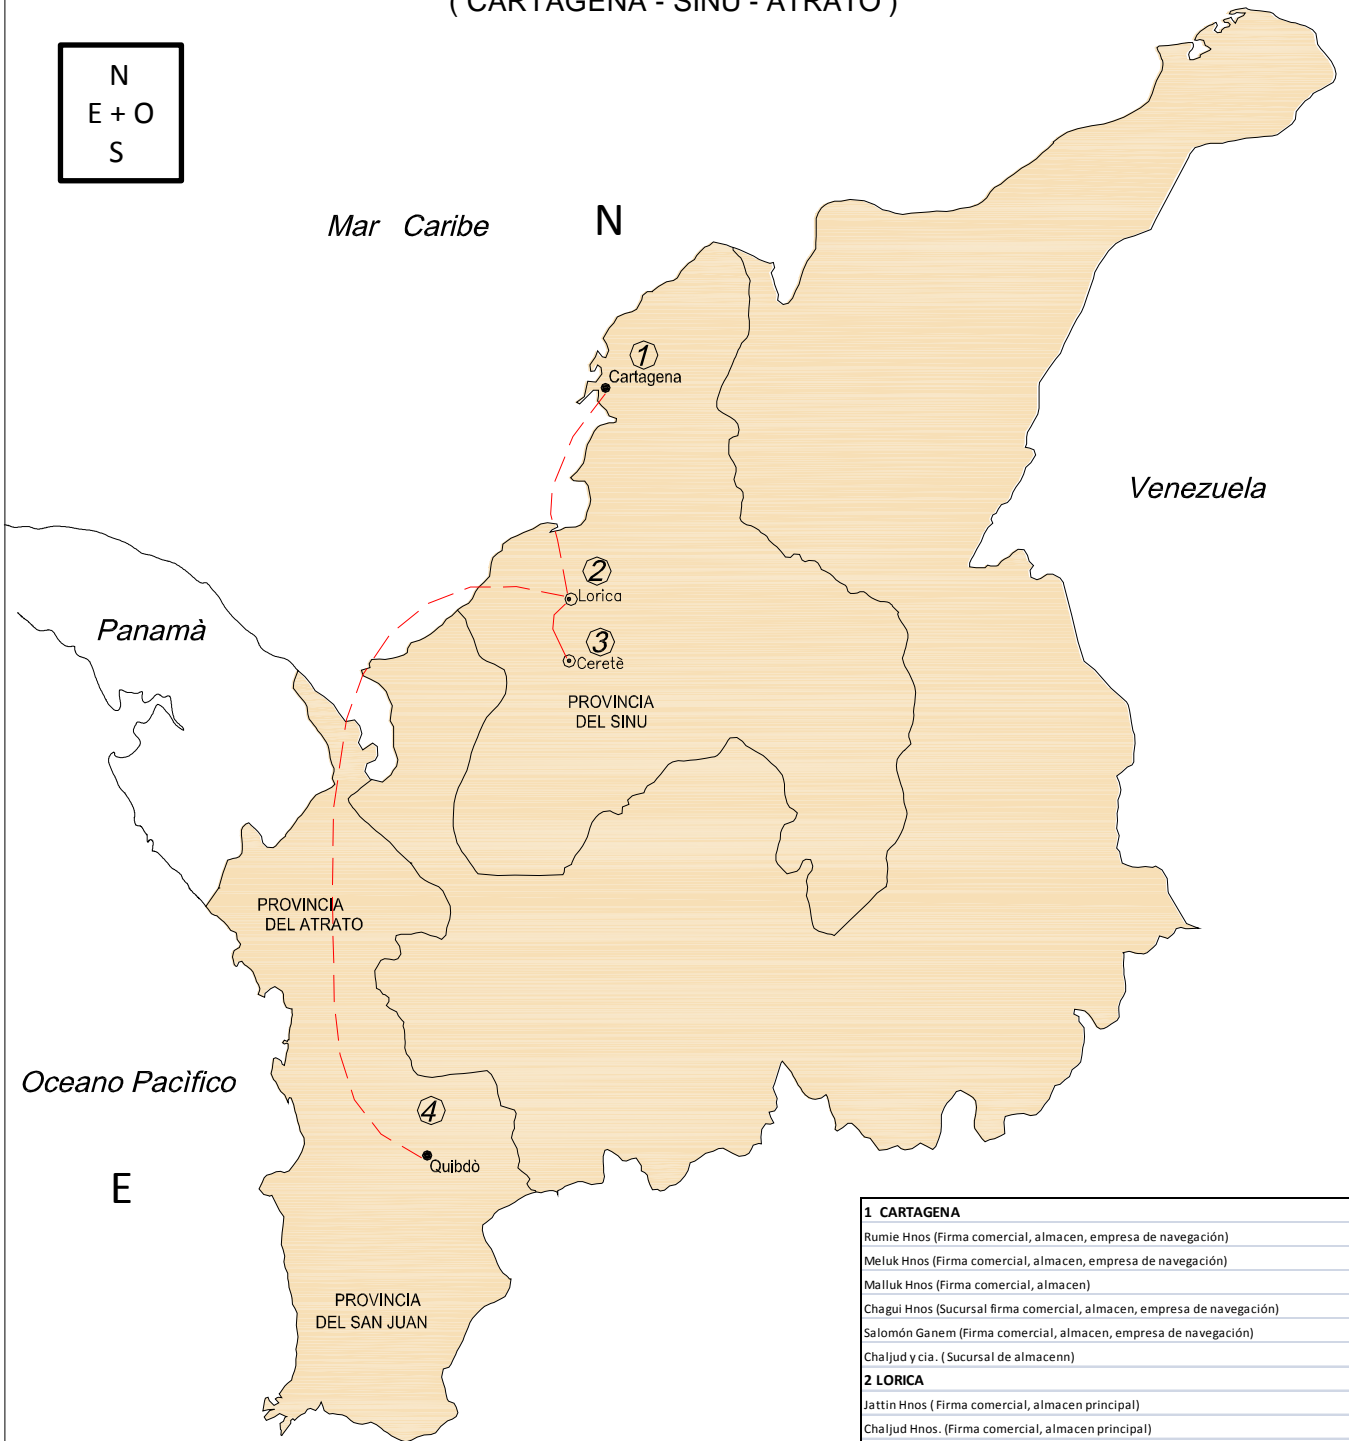 ( CARTAGENA - SINU - ATRATO )
N
E + O
S
Mar Caribe
N
1
Cartagena
Venezuela
2
Lorica
Panamà
3
Ceretè
PROVINCIA
DEL SINU
PROVINCIA
DEL ATRATO
Oceano Pacìfico
4
Quibdò
E
PROVINCIA
DEL SAN JUAN
1 CARTAGENA
Rumie Hnos (Firma comercial, almacen, empresa de navegación)
Meluk Hnos (Firma comercial, almacen, empresa de navegación)
Malluk Hnos (Firma comercial, almacen)
Chagui Hnos (Sucursal firma comercial, almacen, empresa de navegación)
Salomón Ganem (Firma comercial, almacen, empresa de navegación)
Chaljud y cia. ( Sucursal de almacenn)
2 LORICA
Jattin Hnos ( Firma comercial, almacen principal)
Chaljud Hnos. (Firma comercial, almacen principal)